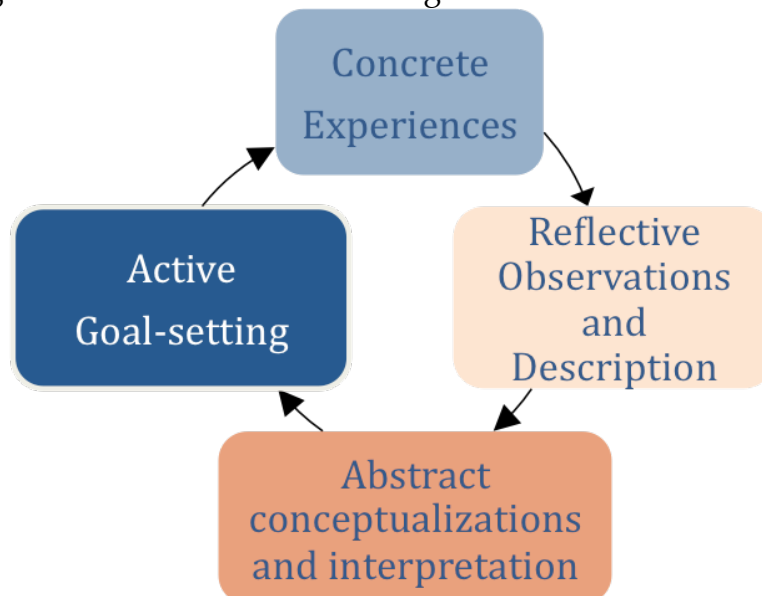 Concrete
Experiences
Reflective
Observations
and
Description
Abstract
conceptualizations
and interpretation
Active
Goal-setting